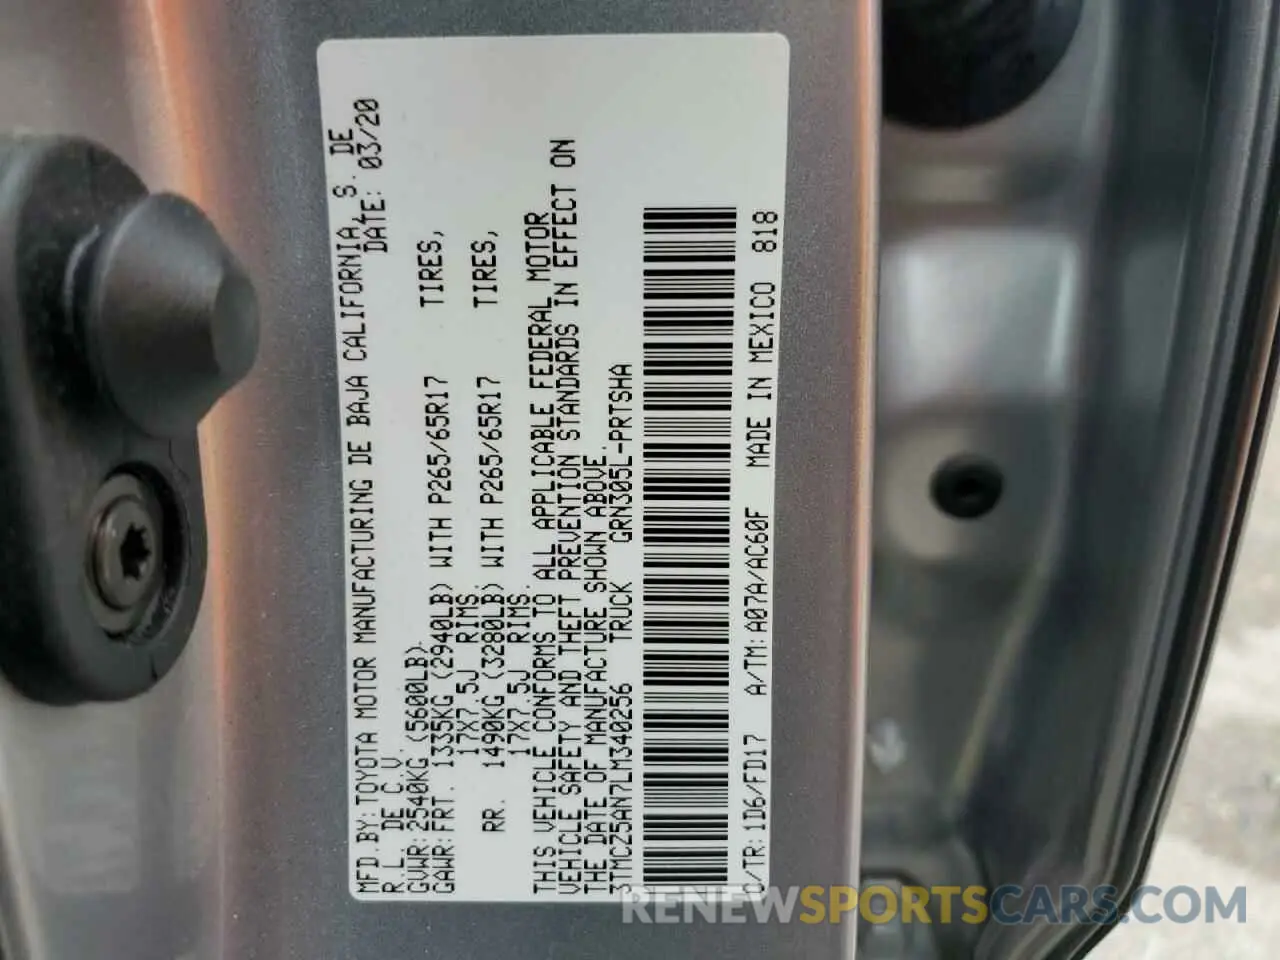 MFD.BY:TOYOTA MOTOR MANUFACTURING DE BAJA CALIFORNIA, S. DE
R.L. DE C.V. DATE: 03/20
GVWR:2540KG (5600LB)
GAWR:FRT. 1335KG (2940LB) WITH P265/65R17 TIRES,
17X7.5J RIMS.
RR. 1490KG (3280LB) WITH P265/65R17 TIRES,
17X7.5J RIMS.
THIS VEHICLE CONFORMS TO ALL APPLICABLE FEDERAL MOTOR
VEHICLE SAFETY AND THEFT PREVENTION STANDARDS IN EFFECT ON
THE DATE OF MANUFACTURE SHOWN ABOVE.
3TMCZ5AN7LM340256 TRUCK GRN305L-PRTSHA
C/TR:1D6/FD17 A/TM:A07A/AC60F MADE IN MEXICO 818
RENEWSPORTSCARS.COM